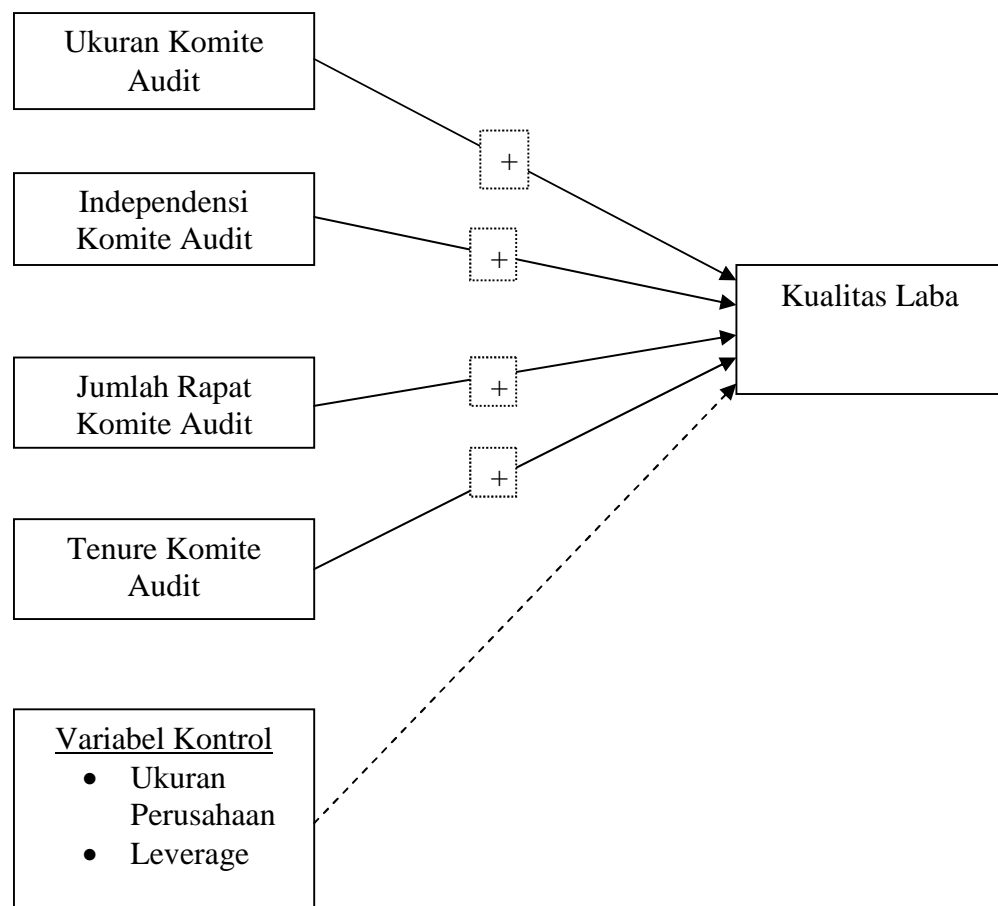 Ukuran Komite
Audit
+
Independensi
Komite Audit
+
Kualitas Laba
Jumlah Rapat
Komite Audit
+
+
Tenure Komite
Audit
Variabel Kontrol
• Ukuran
Perusahaan
• Leverage